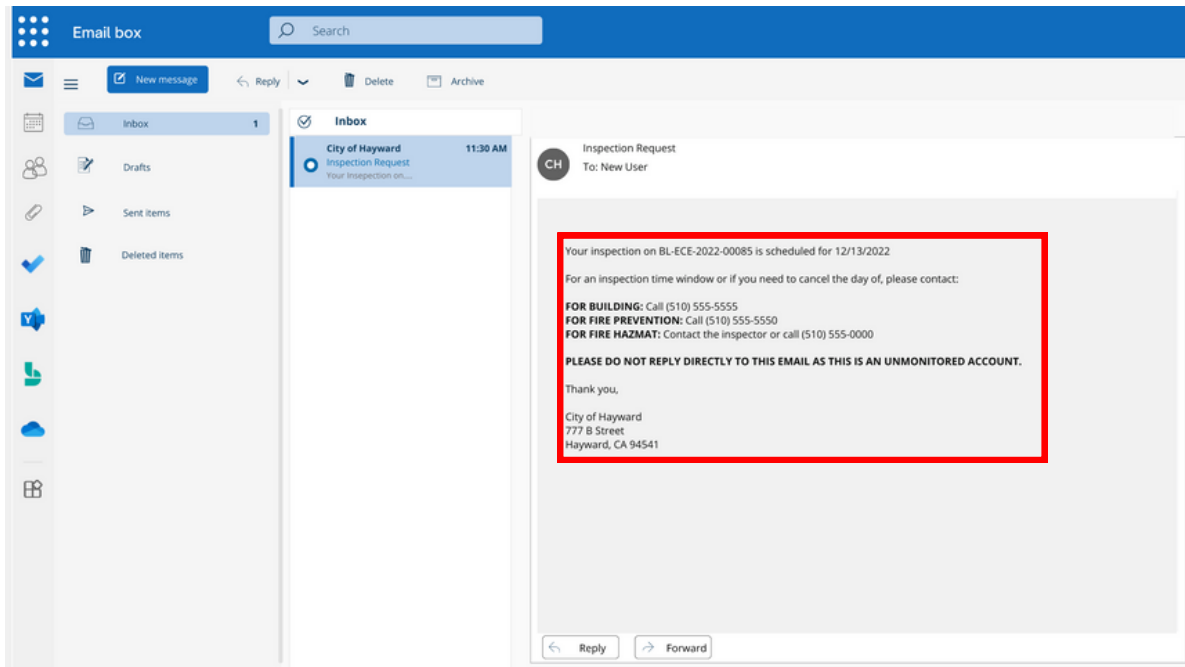 Email box
Search
New message
Reply
Delete
Archive
Inbox 1
Drafts
Sent items
Deleted items
Inbox
City of Hayward 11:30 AM
Inspection Request
Your Insepection on....
CH
Inspection Request
To: New User
Your inspection on BL-ECE-2022-00085 is scheduled for 12/13/2022
For an inspection time window or if you need to cancel the day of, please contact:
FOR BUILDING: Call (510) 555-5555
FOR FIRE PREVENTION: Call (510) 555-5550
FOR FIRE HAZMAT: Contact the inspector or call (510) 555-0000
PLEASE DO NOT REPLY DIRECTLY TO THIS EMAIL AS THIS IS AN UNMONITORED ACCOUNT.
Thank you,
City of Hayward
777 B Street
Hayward, CA 94541
Reply
Forward